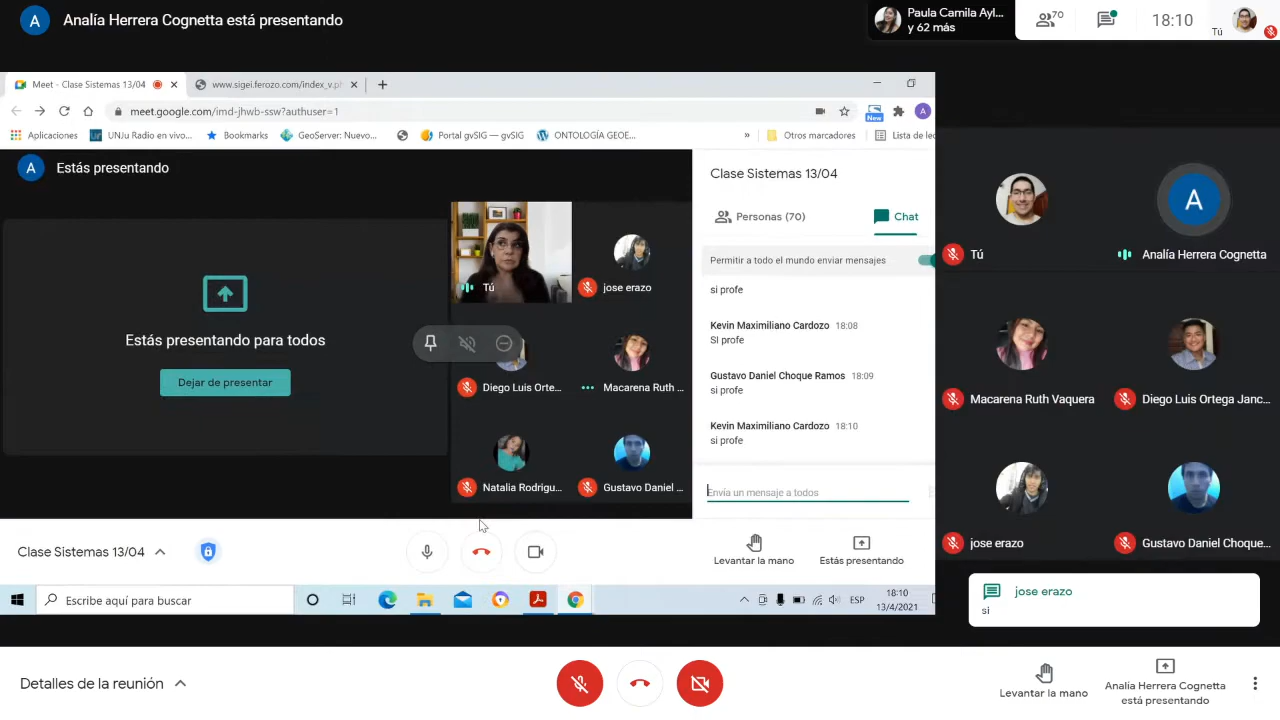 A Analía Herrera Cognetta está presentando
Paula Camila Ayl...
y 62 más
70
18:10
Tú
Meet - Clase Sistemas 13/04
www.sigei.ferozo.com/index_v.ph
meet.google.com/imd-jhwb-ssw?authuser=1
New
A
Aplicaciones
UNJu Radio en vivo...
Bookmarks
GeoServer: Nuevo...
Portal gvSIG — gvSIG
ONTOLOGÍA GEOE...
»
Otros marcadores
Lista de lec
A Estás presentando
Estás presentando para todos
Dejar de presentar
Tú
jose erazo
Diego Luis Orte...
Macarena Ruth ...
Natalia Rodrigu...
Gustavo Daniel ...
Clase Sistemas 13/04
Personas (70)
Chat
Permitir a todo el mundo enviar mensajes
si profe
Kevin Maximiliano Cardozo 18:08
SI profe
Gustavo Daniel Choque Ramos 18:09
si profe
Kevin Maximiliano Cardozo 18:10
si profe
Envía un mensaje a todos
Clase Sistemas 13/04
Levantar la mano
Estás presentando
Escribe aquí para buscar
ESP
18:10
13/4/2021
Tú
A
Analía Herrera Cognetta
Macarena Ruth Vaquera
Diego Luis Ortega Janc...
jose erazo
Gustavo Daniel Choque...
jose erazo
si
Detalles de la reunión
Levantar la mano
Analía Herrera Cognetta
está presentando